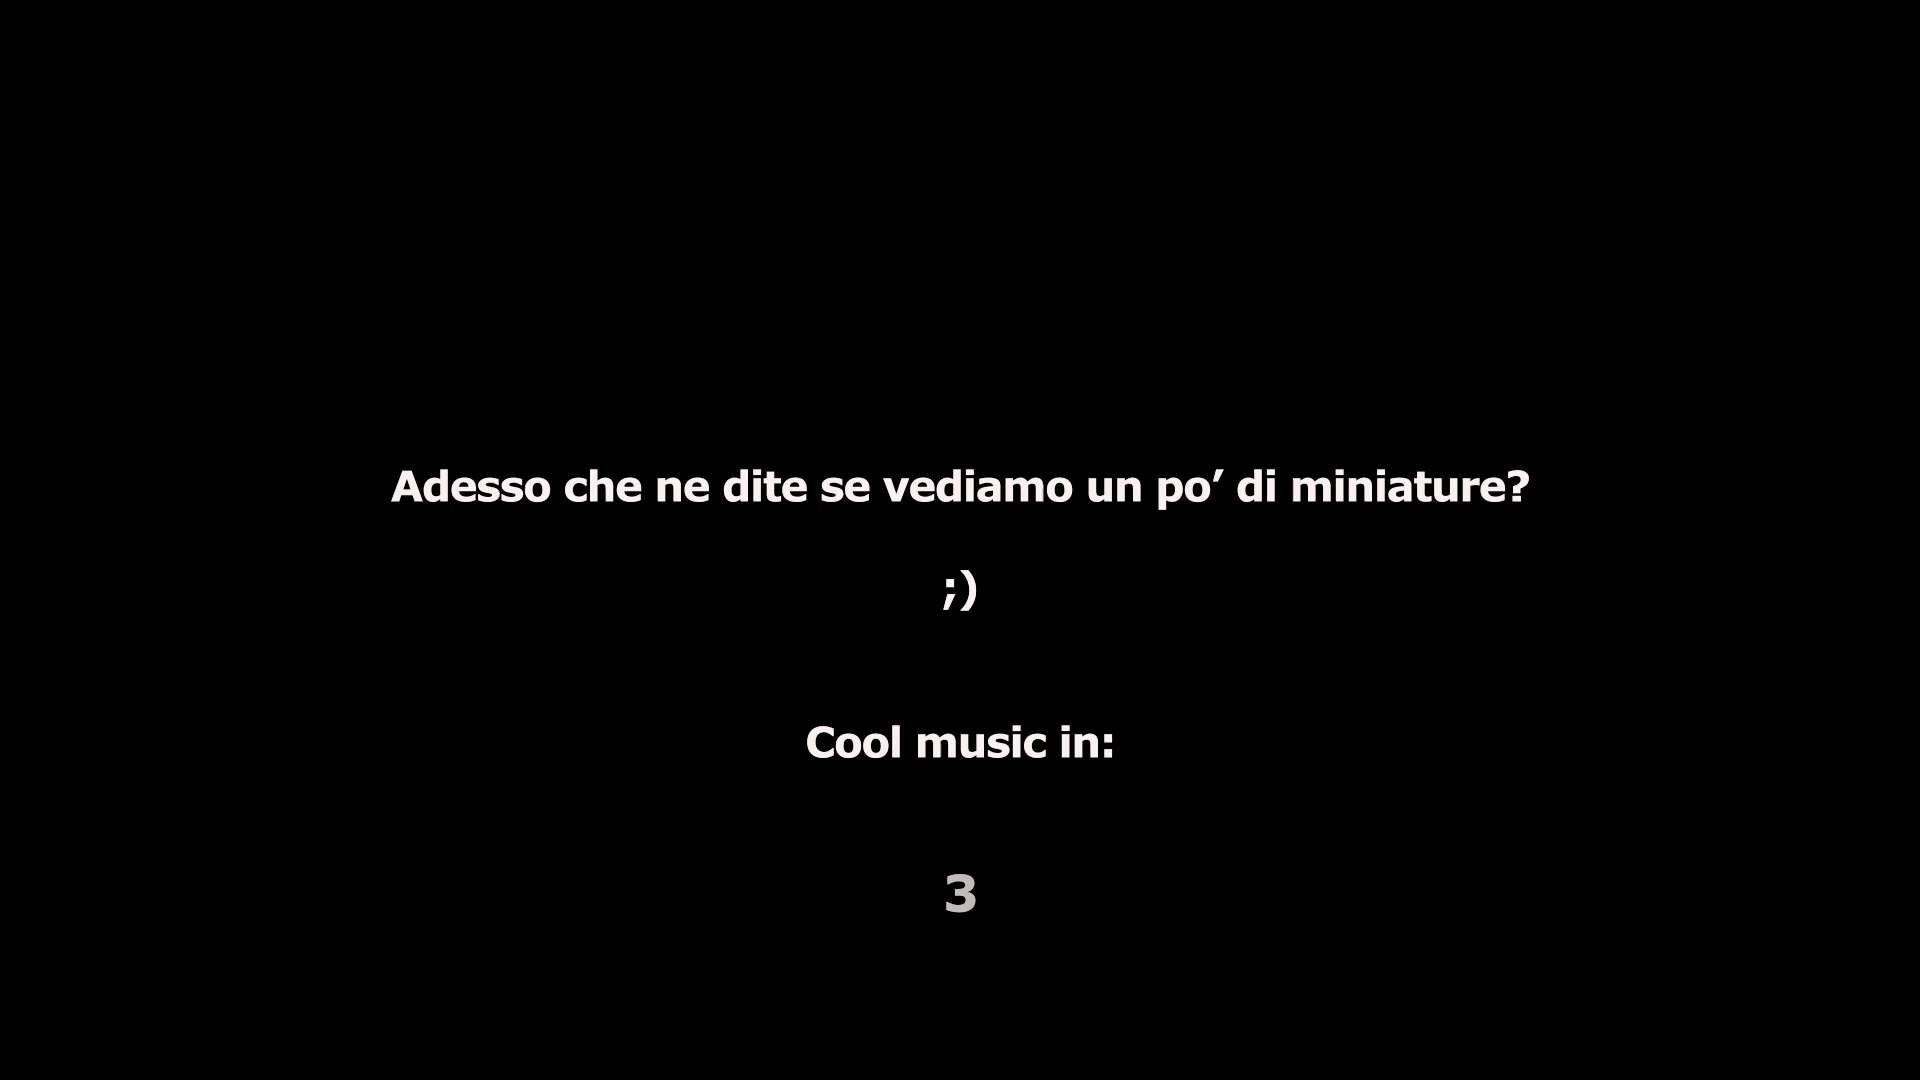 Adesso che ne dite se vediamo un po’ di miniature?
;)
Cool music in:
3